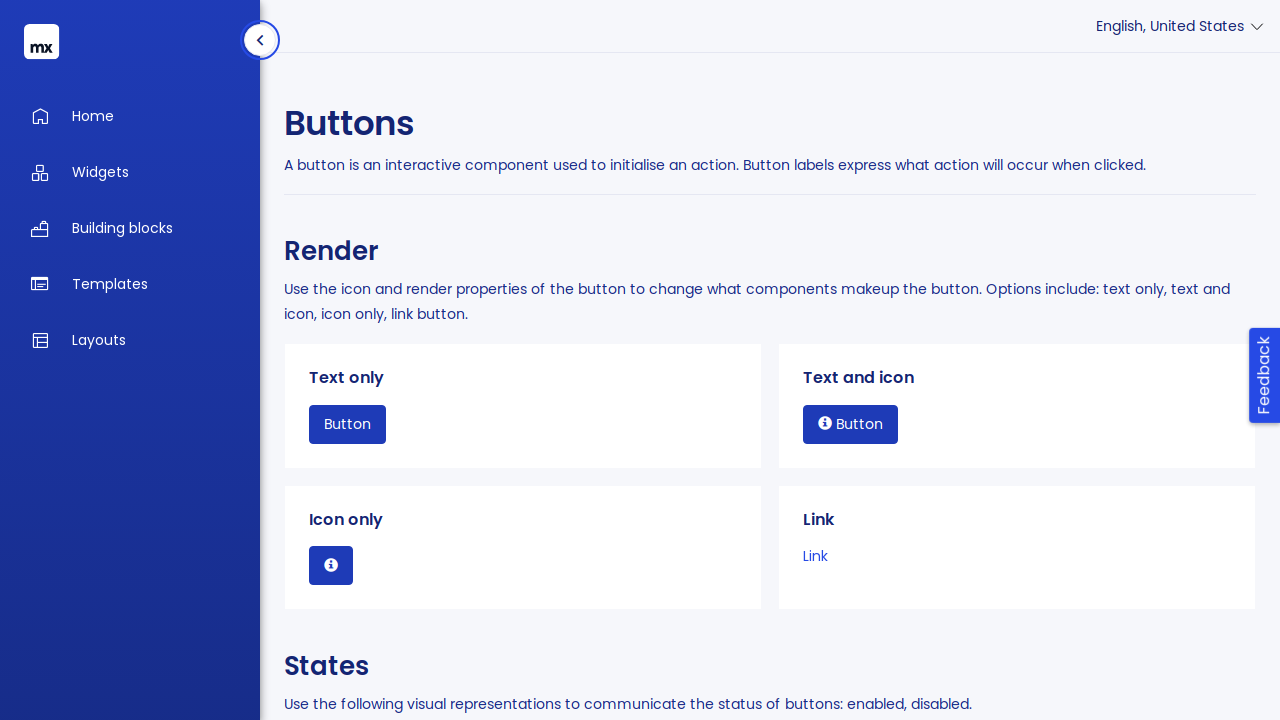 mx
Home
Widgets
Building blocks
Templates
Layouts
English, United States
Buttons
A button is an interactive component used to initialise an action. Button labels express what action will occur when clicked.
Render
Use the icon and render properties of the button to change what components makeup the button. Options include: text only, text and
icon, icon only, link button.
Text only
Button
Text and icon
Button
Icon only
Link
Link
States
Use the following visual representations to communicate the status of buttons: enabled, disabled.
Feedback